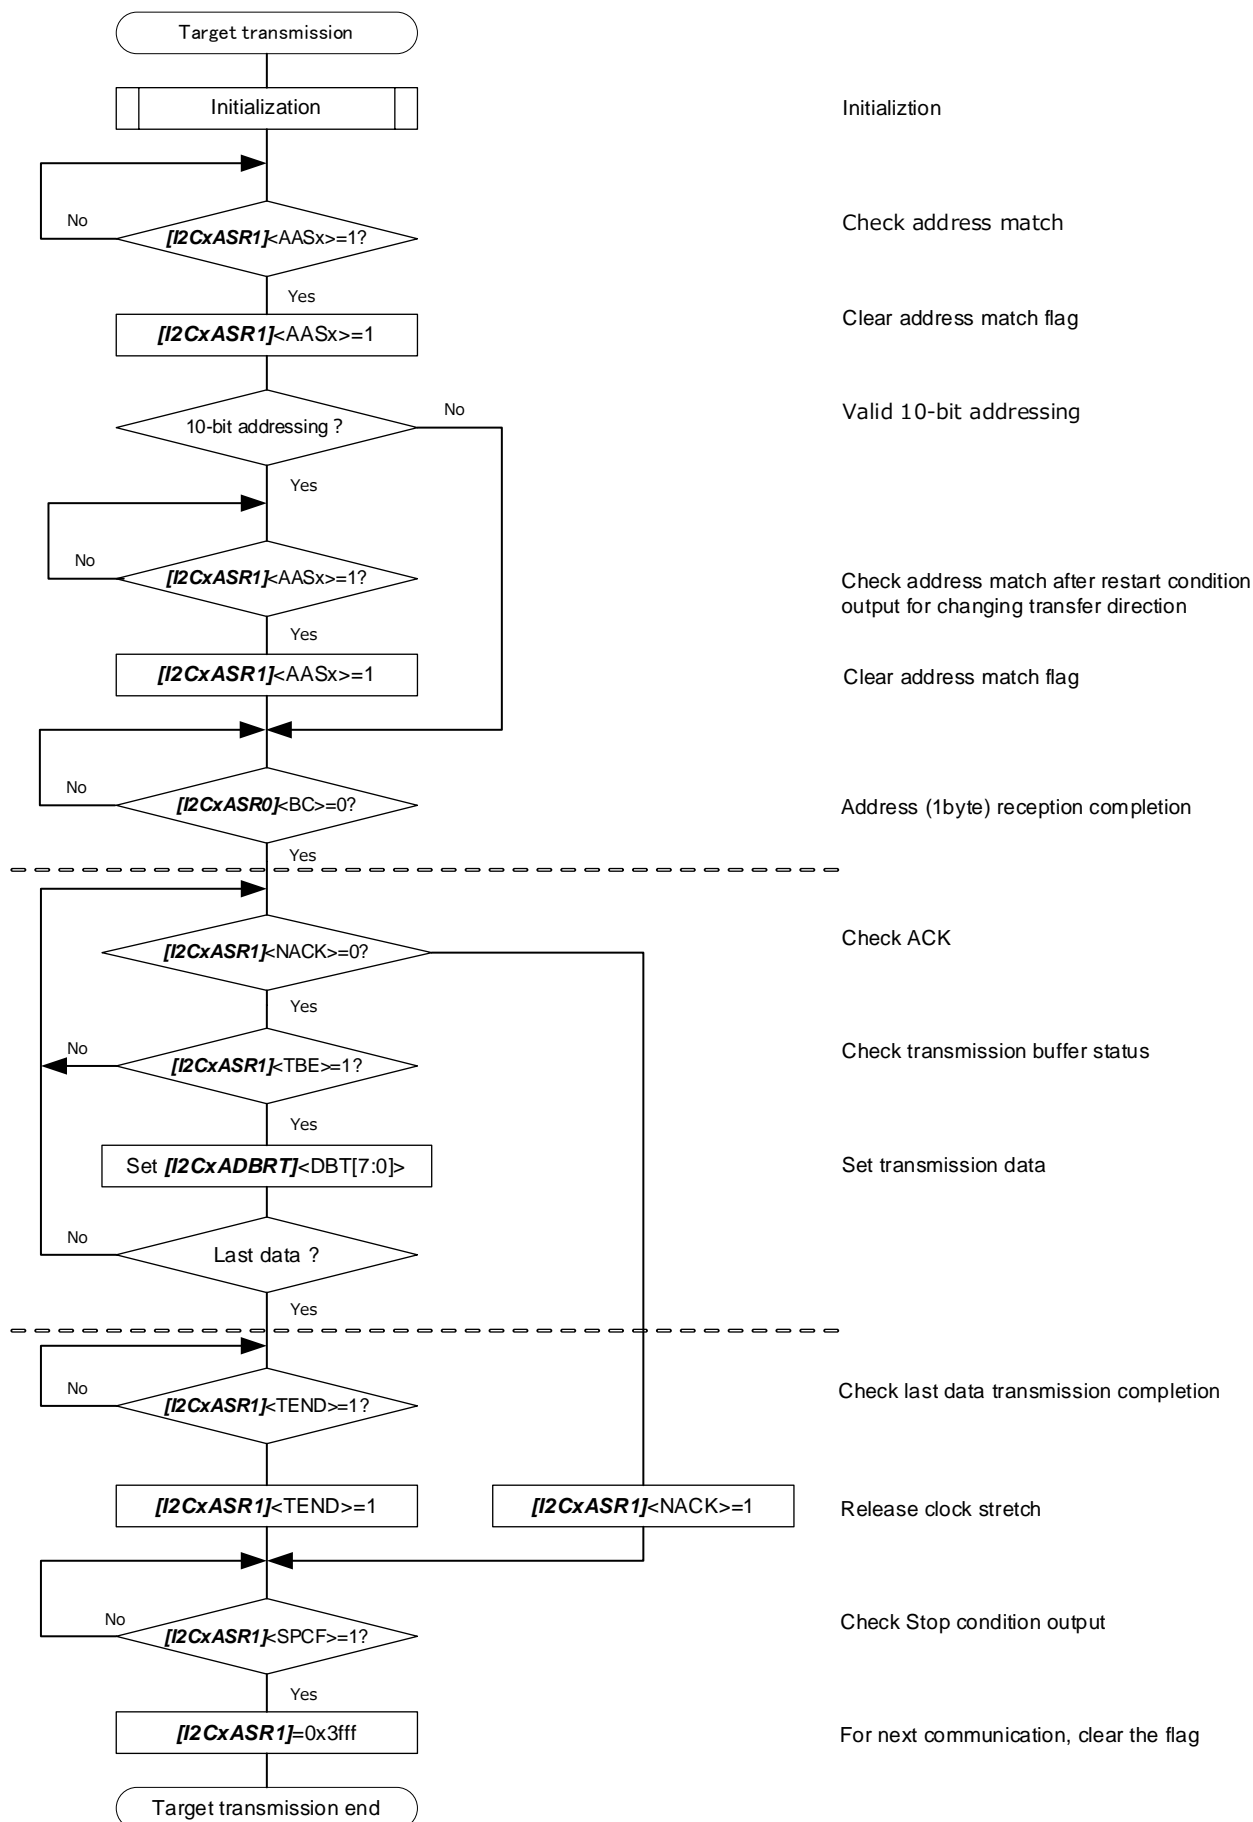 Target transmission
Initialization
Initializtion
No
[I2CxASR1]<AASx>=1?
Check address match
Yes
[I2CxASR1]<AASx>=1
Clear address match flag
10-bit addressing ?
No
Valid 10-bit addressing
Yes
No
[I2CxASR1]<AASx>=1?
Check address match after restart condition
output for changing transfer direction
Yes
[I2CxASR1]<AASx>=1
Clear address match flag
No
[I2CxASR0]<BC>=0?
Address (1byte) reception completion
Yes
[I2CxASR1]<NACK>=0?
Check ACK
Yes
No
[I2CxASR1]<TBE>=1?
Check transmission buffer status
Yes
Set [I2CxADBRT]<DBT[7:0]>
Set transmission data
No
Last data ?
Yes
No
[I2CxASR1]<TEND>=1?
Check last data transmission completion
[I2CxASR1]<TEND>=1
[I2CxASR1]<NACK>=1
Release clock stretch
No
[I2CxASR1]<SPCF>=1?
Check Stop condition output
Yes
[I2CxASR1]=0x3fff
For next communication, clear the flag
Target transmission end